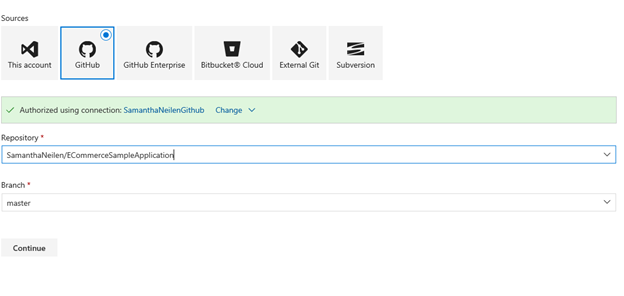 Sources
This account
GitHub
GitHub Enterprise
Bitbucket® Cloud
External Git
Subversion
Authorized using connection: SamanthaNeilenGithub Change
Repository *
SamanthaNeilen/ECommerceSampleApplication
Branch *
master
Continue